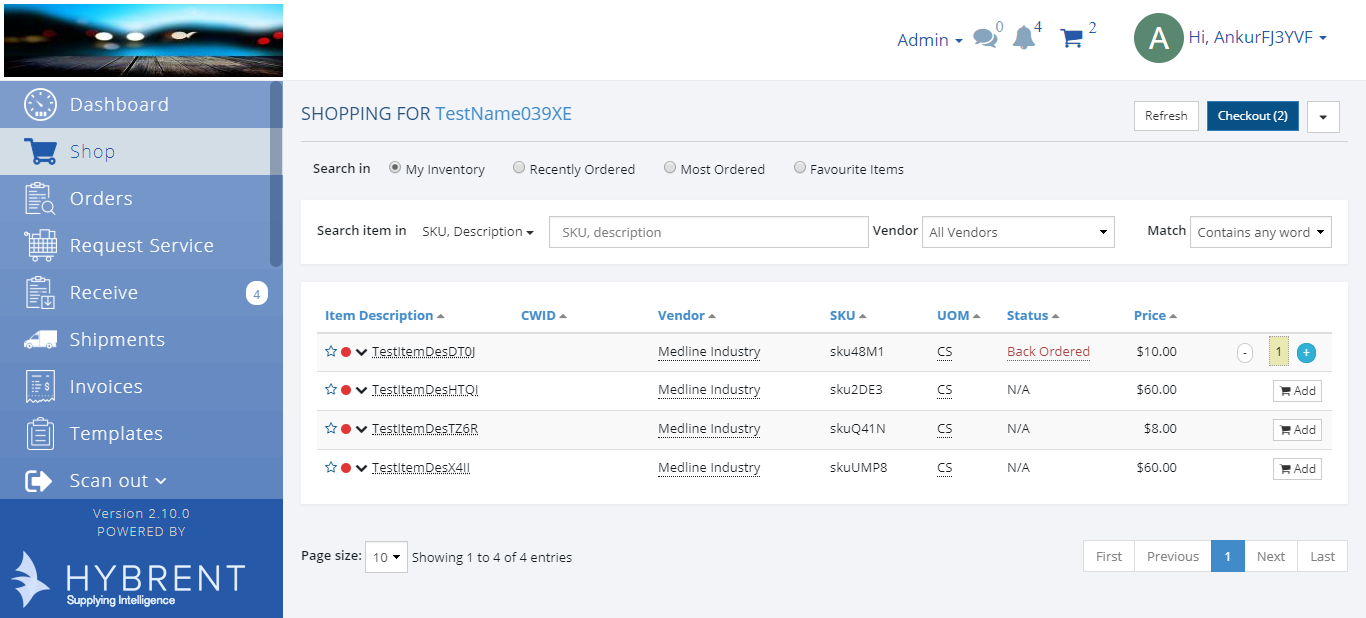 Admin 0 4 2 A Hi, AnkurFJ3YVF
Dashboard
Shop
Orders
Request Service
Receive 4
Shipments
Invoices
Templates
Scan out
Version 2.10.0
POWERED BY
HYBRENT
Supplying Intelligence
SHOPPING FOR TestName039XE Refresh Checkout (2)
Search in My Inventory Recently Ordered Most Ordered Favourite Items
Search item in SKU, Description SKU, description Vendor All Vendors Match Contains any word
Item Description CWID Vendor SKU UOM Status Price
TestItemDesDT0J Medline Industry sku48M1 CS Back Ordered $10.00 - 1 +
TestItemDesHTQI Medline Industry sku2DE3 CS N/A $60.00 Add
TestItemDesTZ6R Medline Industry skuQ41N CS N/A $8.00 Add
TestItemDesX4II Medline Industry skuUMP8 CS N/A $60.00 Add
Page size: 10 Showing 1 to 4 of 4 entries First Previous 1 Next Last